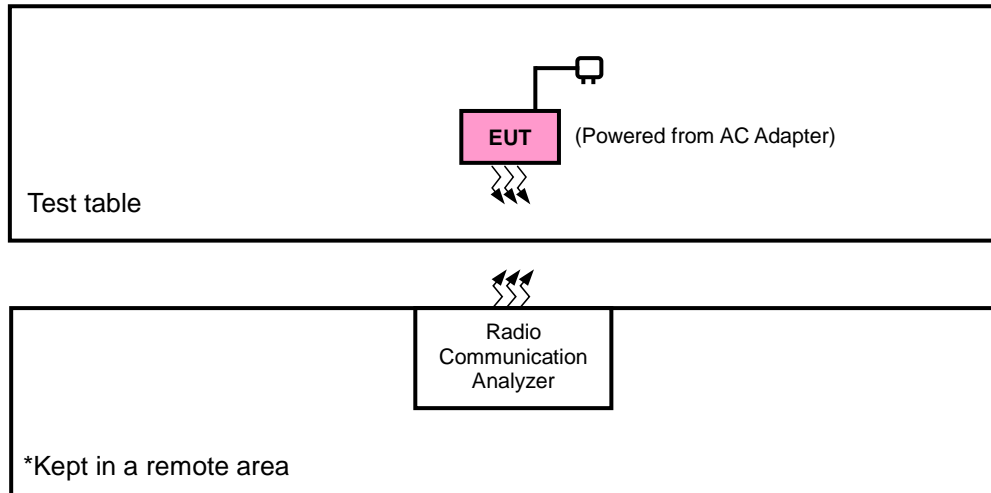 EUT
(Powered from AC Adapter)
Test table
Radio
Communication
Analyzer
*Kept in a remote area